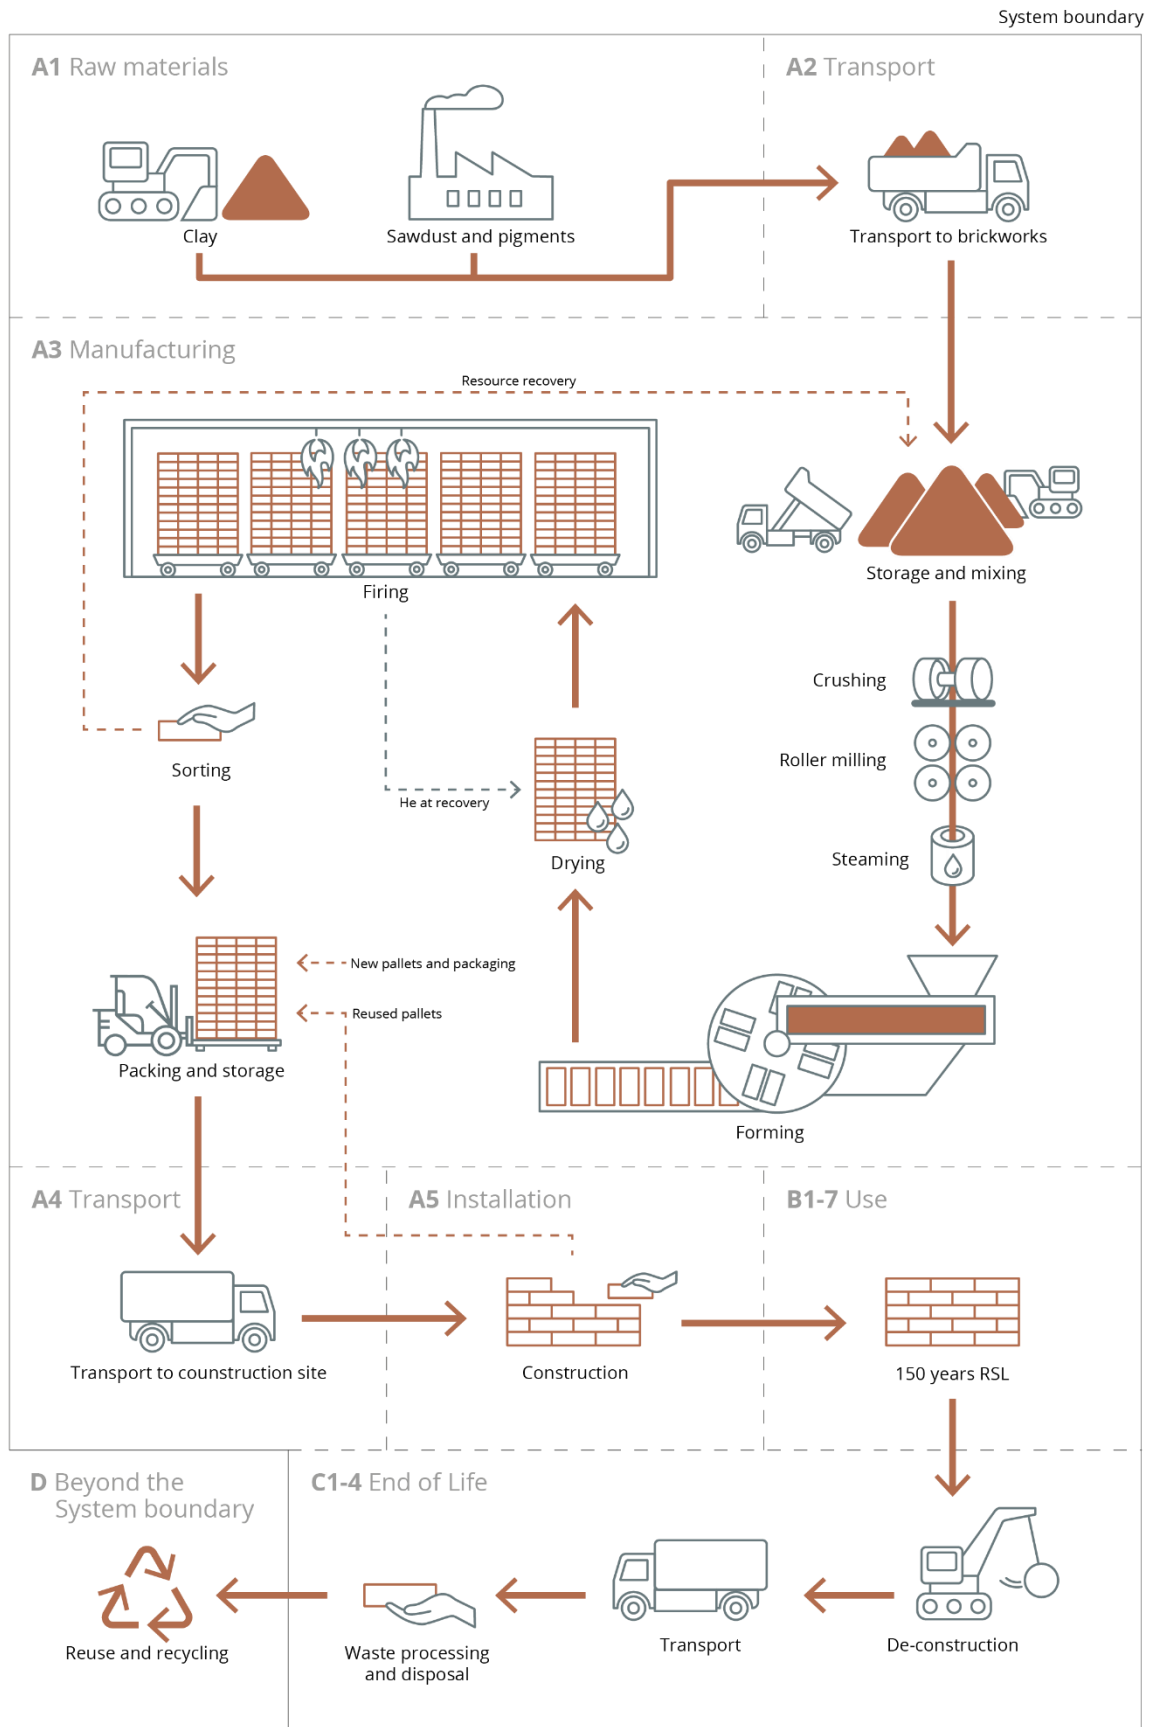 System boundary
A1 Raw materials
A2 Transport
Clay
Sawdust and pigments
Transport to brickworks
A3 Manufacturing
Resource recovery
Firing
Storage and mixing
Crushing
Roller milling
Sorting
He at recovery
Steaming
Drying
New pallets and packaging
Reused pallets
Packing and storage
Forming
A4 Transport
A5 Installation
B1-7 Use
Transport to counstruction site
Construction
150 years RSL
D Beyond the
System boundary
C1-4 End of Life
Reuse and recycling
Waste processing
and disposal
Transport
De-construction